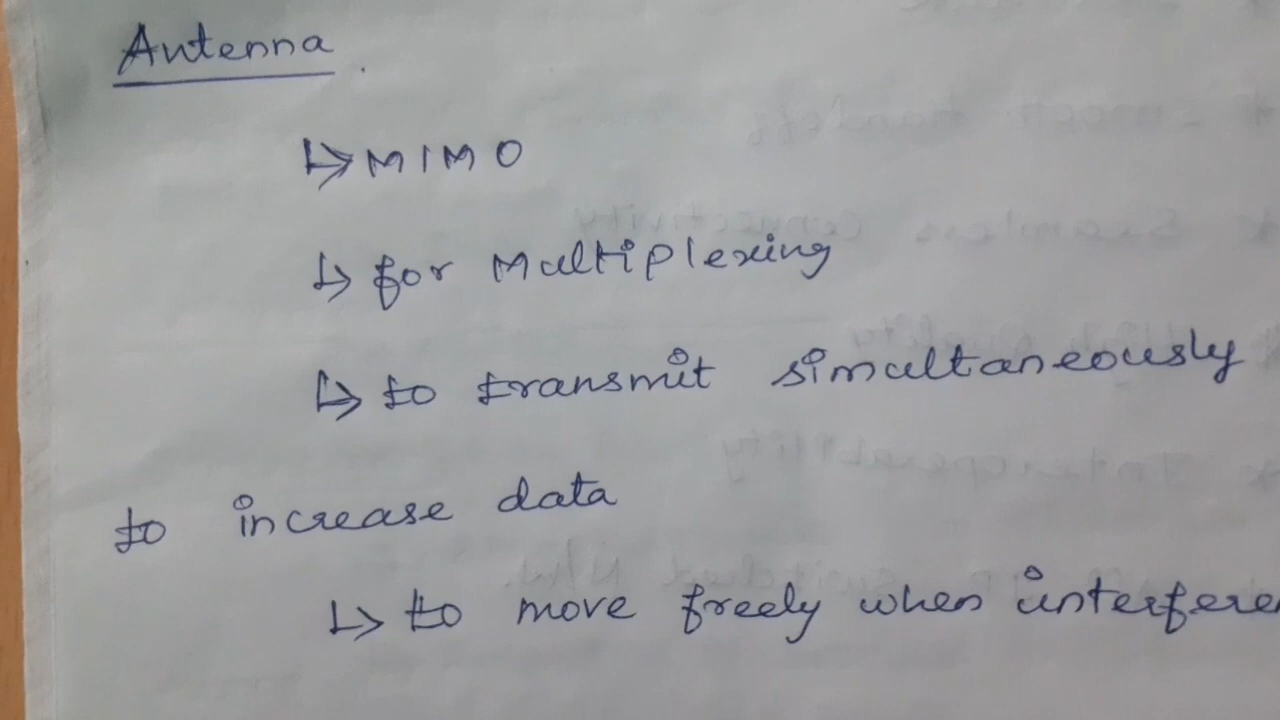 Antenna
↳ MIMO
↳ for Multiplexing
↳ to transmit simultaneously
to increase data
↳ to move freely when